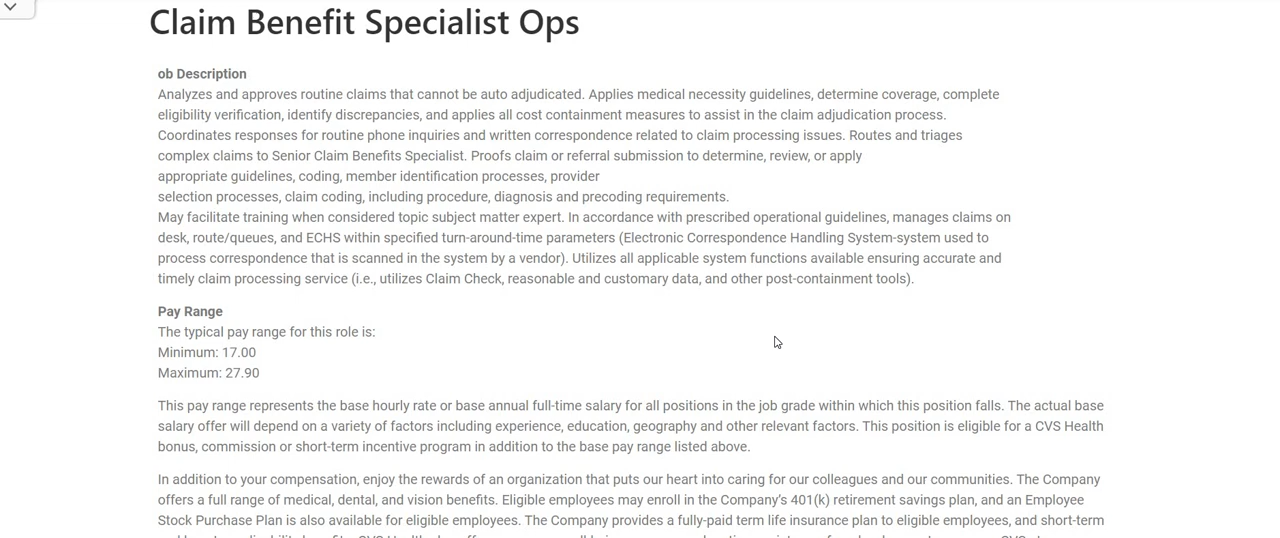 Claim Benefit Specialist Ops
ob Description
Analyzes and approves routine claims that cannot be auto adjudicated. Applies medical necessity guidelines, determine coverage, complete
eligibility verification, identify discrepancies, and applies all cost containment measures to assist in the claim adjudication process.
Coordinates responses for routine phone inquiries and written correspondence related to claim processing issues. Routes and triages
complex claims to Senior Claim Benefits Specialist. Proofs claim or referral submission to determine, review, or apply
appropriate guidelines, coding, member identification processes, provider
selection processes, claim coding, including procedure, diagnosis and precoding requirements.
May facilitate training when considered topic subject matter expert. In accordance with prescribed operational guidelines, manages claims on
desk, route/queues, and ECHS within specified turn-around-time parameters (Electronic Correspondence Handling System-system used to
process correspondence that is scanned in the system by a vendor). Utilizes all applicable system functions available ensuring accurate and
timely claim processing service (i.e., utilizes Claim Check, reasonable and customary data, and other post-containment tools).
Pay Range
The typical pay range for this role is:
Minimum: 17.00
Maximum: 27.90
This pay range represents the base hourly rate or base annual full-time salary for all positions in the job grade within which this position falls. The actual base
salary offer will depend on a variety of factors including experience, education, geography and other relevant factors. This position is eligible for a CVS Health
bonus, commission or short-term incentive program in addition to the base pay range listed above.
In addition to your compensation, enjoy the rewards of an organization that puts our heart into caring for our colleagues and our communities. The Company
offers a full range of medical, dental, and vision benefits. Eligible employees may enroll in the Company's 401(k) retirement savings plan, and an Employee
Stock Purchase Plan is also available for eligible employees. The Company provides a fully-paid term life insurance plan to eligible employees, and short-term